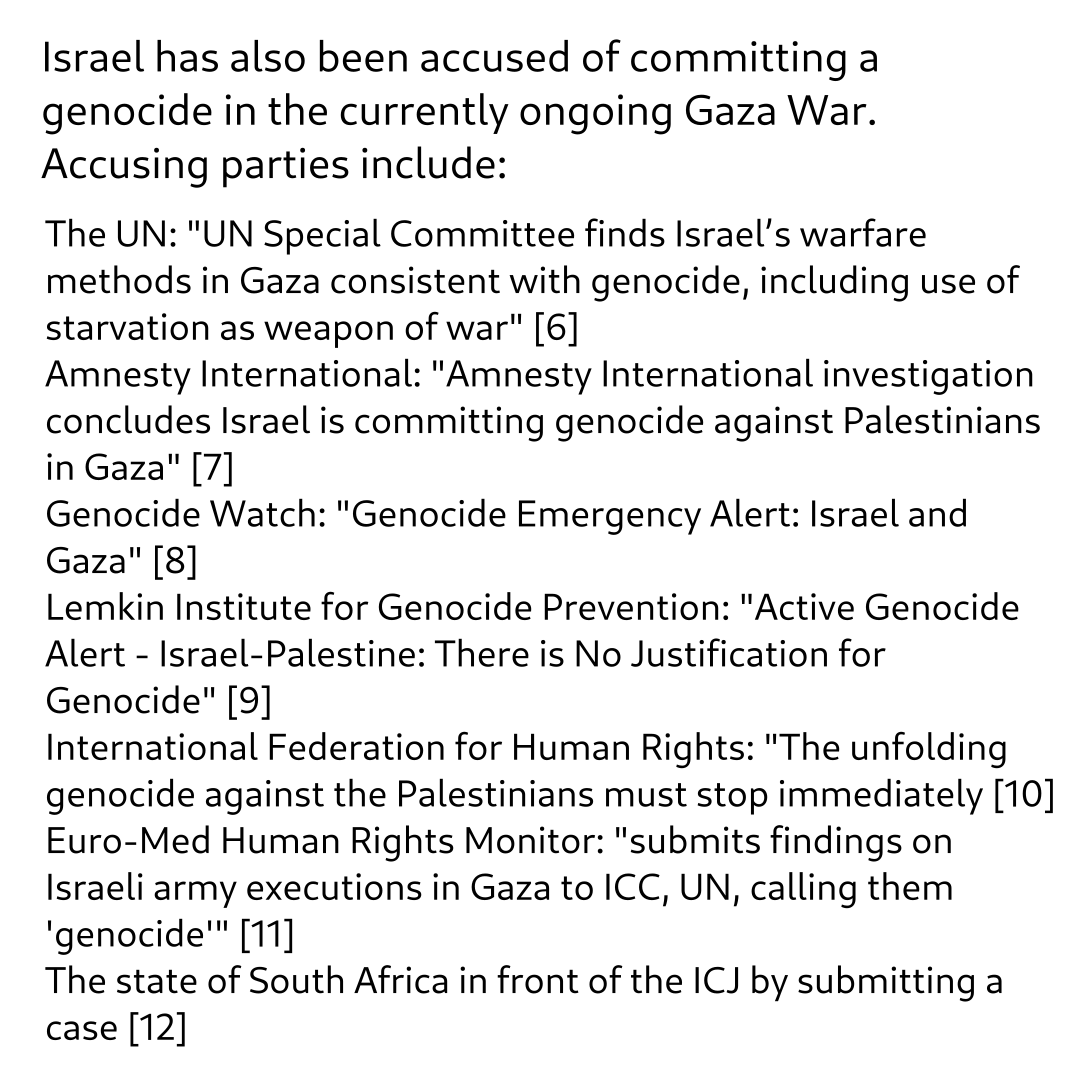 Israel has also been accused of committing a
genocide in the currently ongoing Gaza War.
Accusing parties include:
The UN: "UN Special Committee finds Israel’s warfare
methods in Gaza consistent with genocide, including use of
starvation as weapon of war" [6]
Amnesty International: "Amnesty International investigation
concludes Israel is committing genocide against Palestinians
in Gaza" [7]
Genocide Watch: "Genocide Emergency Alert: Israel and
Gaza" [8]
Lemkin Institute for Genocide Prevention: "Active Genocide
Alert - Israel-Palestine: There is No Justification for
Genocide" [9]
International Federation for Human Rights: "The unfolding
genocide against the Palestinians must stop immediately [10]
Euro-Med Human Rights Monitor: "submits findings on
Israeli army executions in Gaza to ICC, UN, calling them
'genocide'" [11]
The state of South Africa in front of the ICJ by submitting a
case [12]